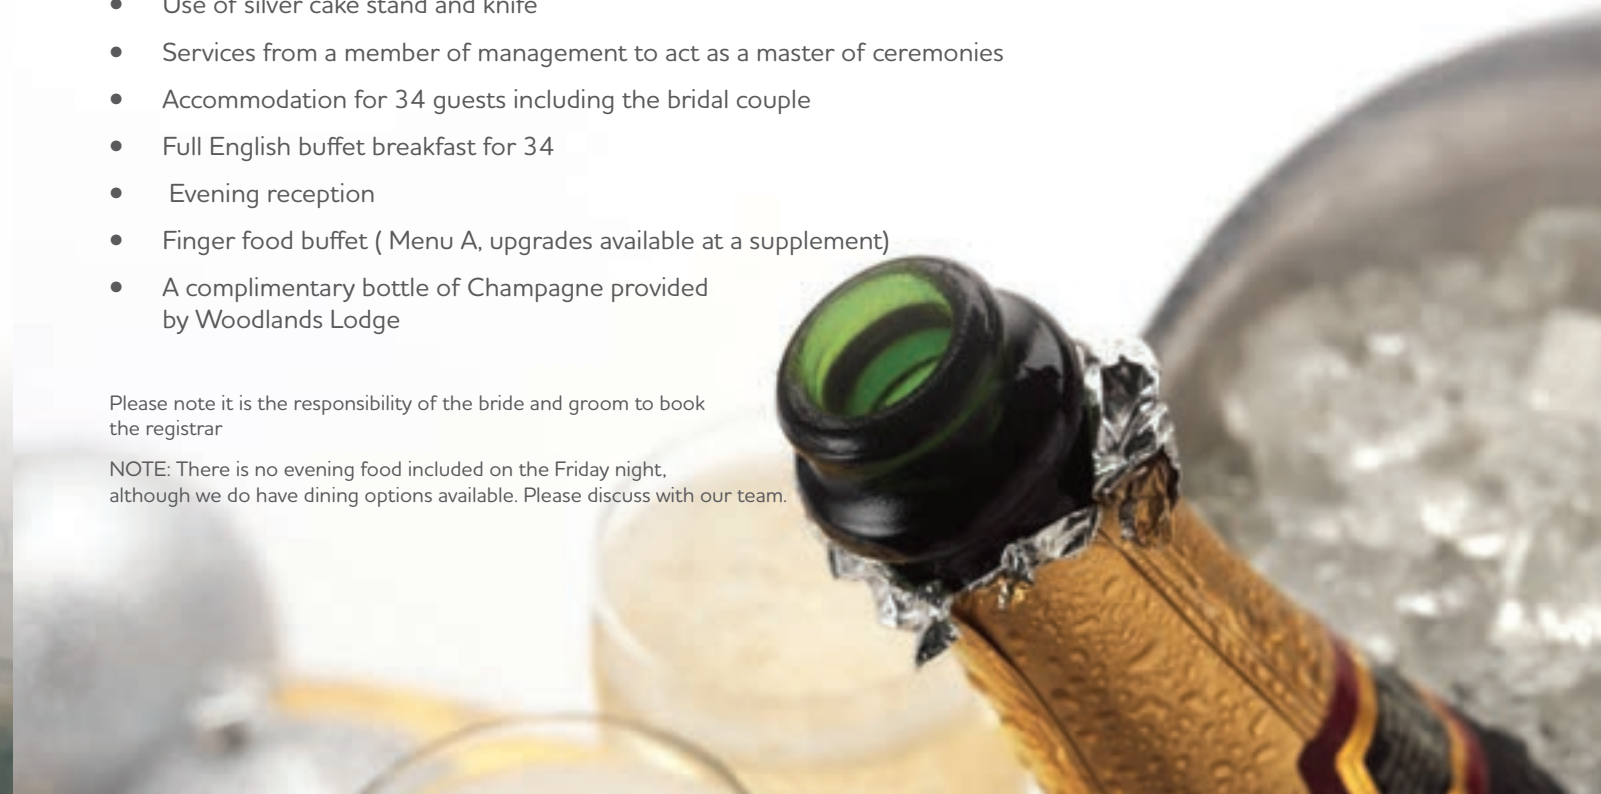 Use of silver cake stand and knife
• Services from a member of management to act as a master of ceremonies
• Accommodation for 34 guests including the bridal couple
• Full English buffet breakfast for 34
• Evening reception
• Finger food buffet ( Menu A, upgrades available at a supplement)
• A complimentary bottle of Champagne provided
by Woodlands Lodge
Please note it is the responsibility of the bride and groom to book
the registrar
NOTE: There is no evening food included on the Friday night,
although we do have dining options available. Please discuss with our team.